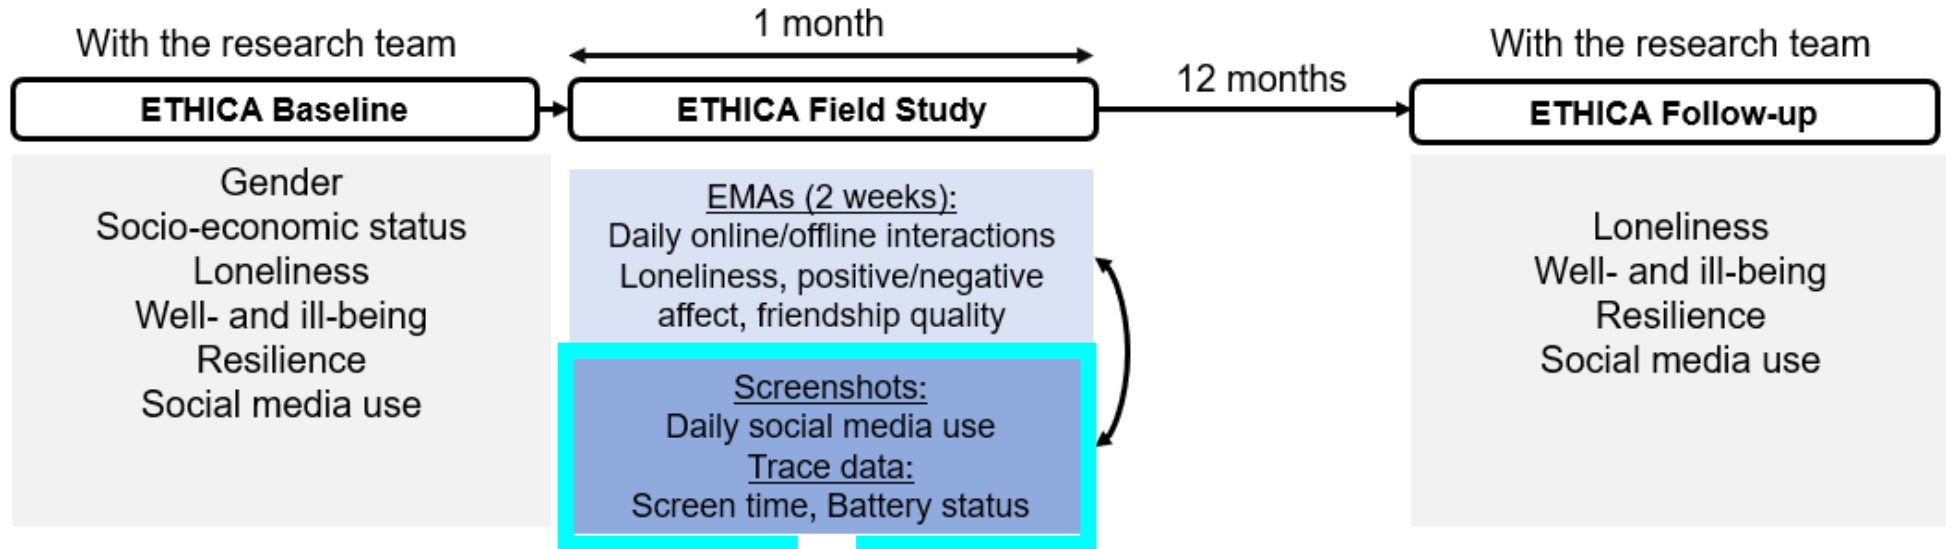 With the research team
ETHICA Baseline
Gender
Socio-economic status
Loneliness
Well- and ill-being
Resilience
Social media use
1 month
ETHICA Field Study
EMAs (2 weeks):
Daily online/offline interactions
Loneliness, positive/negative
affect, friendship quality
Screenshots:
Daily social media use
Trace data:
Screen time, Battery status
12 months
With the research team
ETHICA Follow-up
Loneliness
Well- and ill-being
Resilience
Social media use